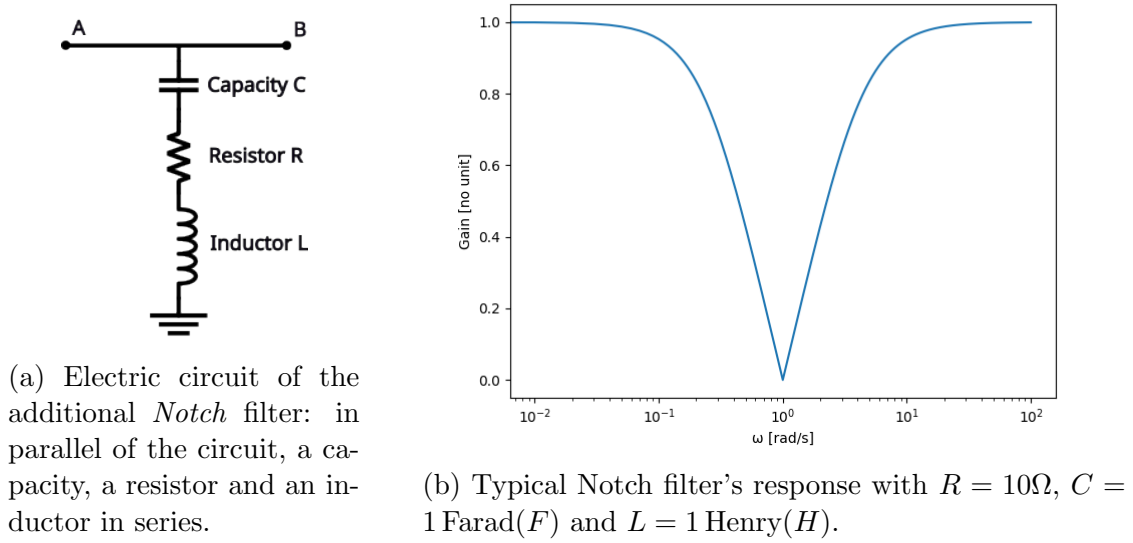 A
B
Capacity C
Resistor R
Inductor L
(a) Electric circuit of the
additional Notch filter: in
parallel of the circuit, a ca-
pacity, a resistor and an in-
ductor in series.
1.0
0.8
0.6
0.4
0.2
0.0
Gain [no unit]
10⁻² 10⁻¹ 10⁰ 10¹ 10²
ω [rad/s]
(b) Typical Notch filter's response with R = 10Ω, C =
1 Farad(F) and L = 1 Henry(H).